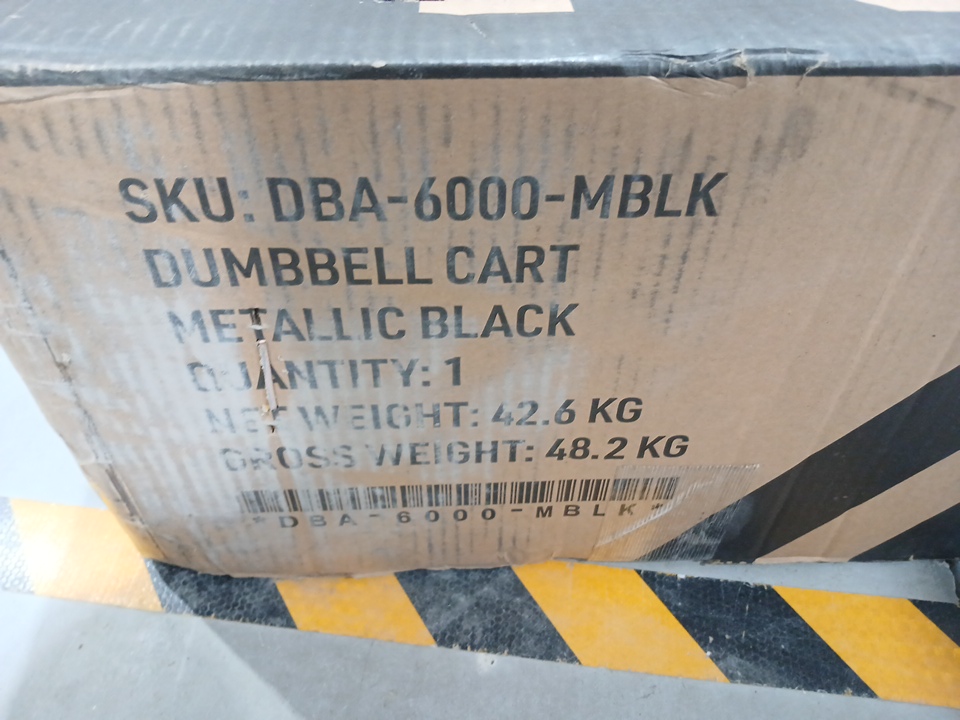 SKU: DBA-6000-MBLK
DUMBBELL CART
METALLIC BLACK
QUANTITY: 1
NET WEIGHT: 42.6 KG
GROSS WEIGHT: 48.2 KG
*DBA-6000-MBLK*